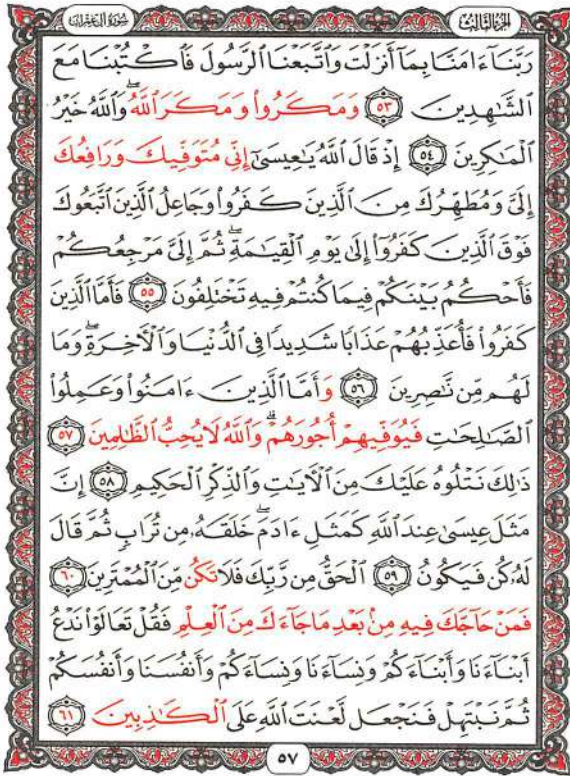 سورة آل عمران الجزء الثالث
رَبَّنَآ ءَامَنَّا بِمَآ أَنزَلْتَ وَٱتَّبَعْنَا ٱلرَّسُولَ فَٱكْتُبْنَا مَعَ
ٱلشَّٰهِدِينَ ٥٣ وَمَكَرُوا۟ وَمَكَرَ ٱللَّهُ ۖ وَٱللَّهُ خَيْرُ
ٱلْمَٰكِرِينَ ٥٤ إِذْ قَالَ ٱللَّهُ يَٰعِيسَىٰٓ إِنِّى مُتَوَفِّيكَ وَرَافِعُكَ
إِلَىَّ وَمُطَهِّرُكَ مِنَ ٱلَّذِينَ كَفَرُوا۟ وَجَاعِلُ ٱلَّذِينَ ٱتَّبَعُوكَ
فَوْقَ ٱلَّذِينَ كَفَرُوٓا۟ إِلَىٰ يَوْمِ ٱلْقِيَٰمَةِ ۖ ثُمَّ إِلَىَّ مَرْجِعُكُمْ
فَأَحْكُمُ بَيْنَكُمْ فِيمَا كُنتُمْ فِيهِ تَخْتَلِفُونَ ٥٥ فَأَمَّا ٱلَّذِينَ
كَفَرُوا۟ فَأُعَذِّبُهُمْ عَذَابًا شَدِيدًا فِى ٱلدُّنْيَا وَٱلْءَاخِرَةِ ۖ وَمَا
لَهُم مِّن نَّٰصِرِينَ ٥٦ وَأَمَّا ٱلَّذِينَ ءَامَنُوا۟ وَعَمِلُوا۟
ٱلصَّٰلِحَٰتِ فَيُوَفِّيهِمْ أُجُورَهُمْ ۗ وَٱللَّهُ لَا يُحِبُّ ٱلظَّٰلِمِينَ ٥٧
ذَٰلِكَ نَتْلُوهُ عَلَيْكَ مِنَ ٱلْءَايَٰتِ وَٱلذِّكْرِ ٱلْحَكِيمِ ٥٨ إِنَّ
مَثَلَ عِيسَىٰ عِندَ ٱللَّهِ كَمَثَلِ ءَادَمَ ۖ خَلَقَهُۥ مِن تُرَابٍ ثُمَّ قَالَ
لَهُۥ كُن فَيَكُونُ ٥٩ ٱلْحَقُّ مِن رَّبِّكَ فَلَا تَكُن مِّنَ ٱلْمُمْتَرِينَ ٦٠
فَمَنْ حَآجَّكَ فِيهِ مِنۢ بَعْدِ مَا جَآءَكَ مِنَ ٱلْعِلْمِ فَقُلْ تَعَالَوْا۟ نَدْعُ
أَبْنَآءَنَا وَأَبْنَآءَكُمْ وَنِسَآءَنَا وَنِسَآءَكُمْ وَأَنفُسَنَا وَأَنفُسَكُمْ
ثُمَّ نَبْتَهِلْ فَنَجْعَل لَّعْنَتَ ٱللَّهِ عَلَى ٱلْكَٰذِبِينَ ٦١
٥٧